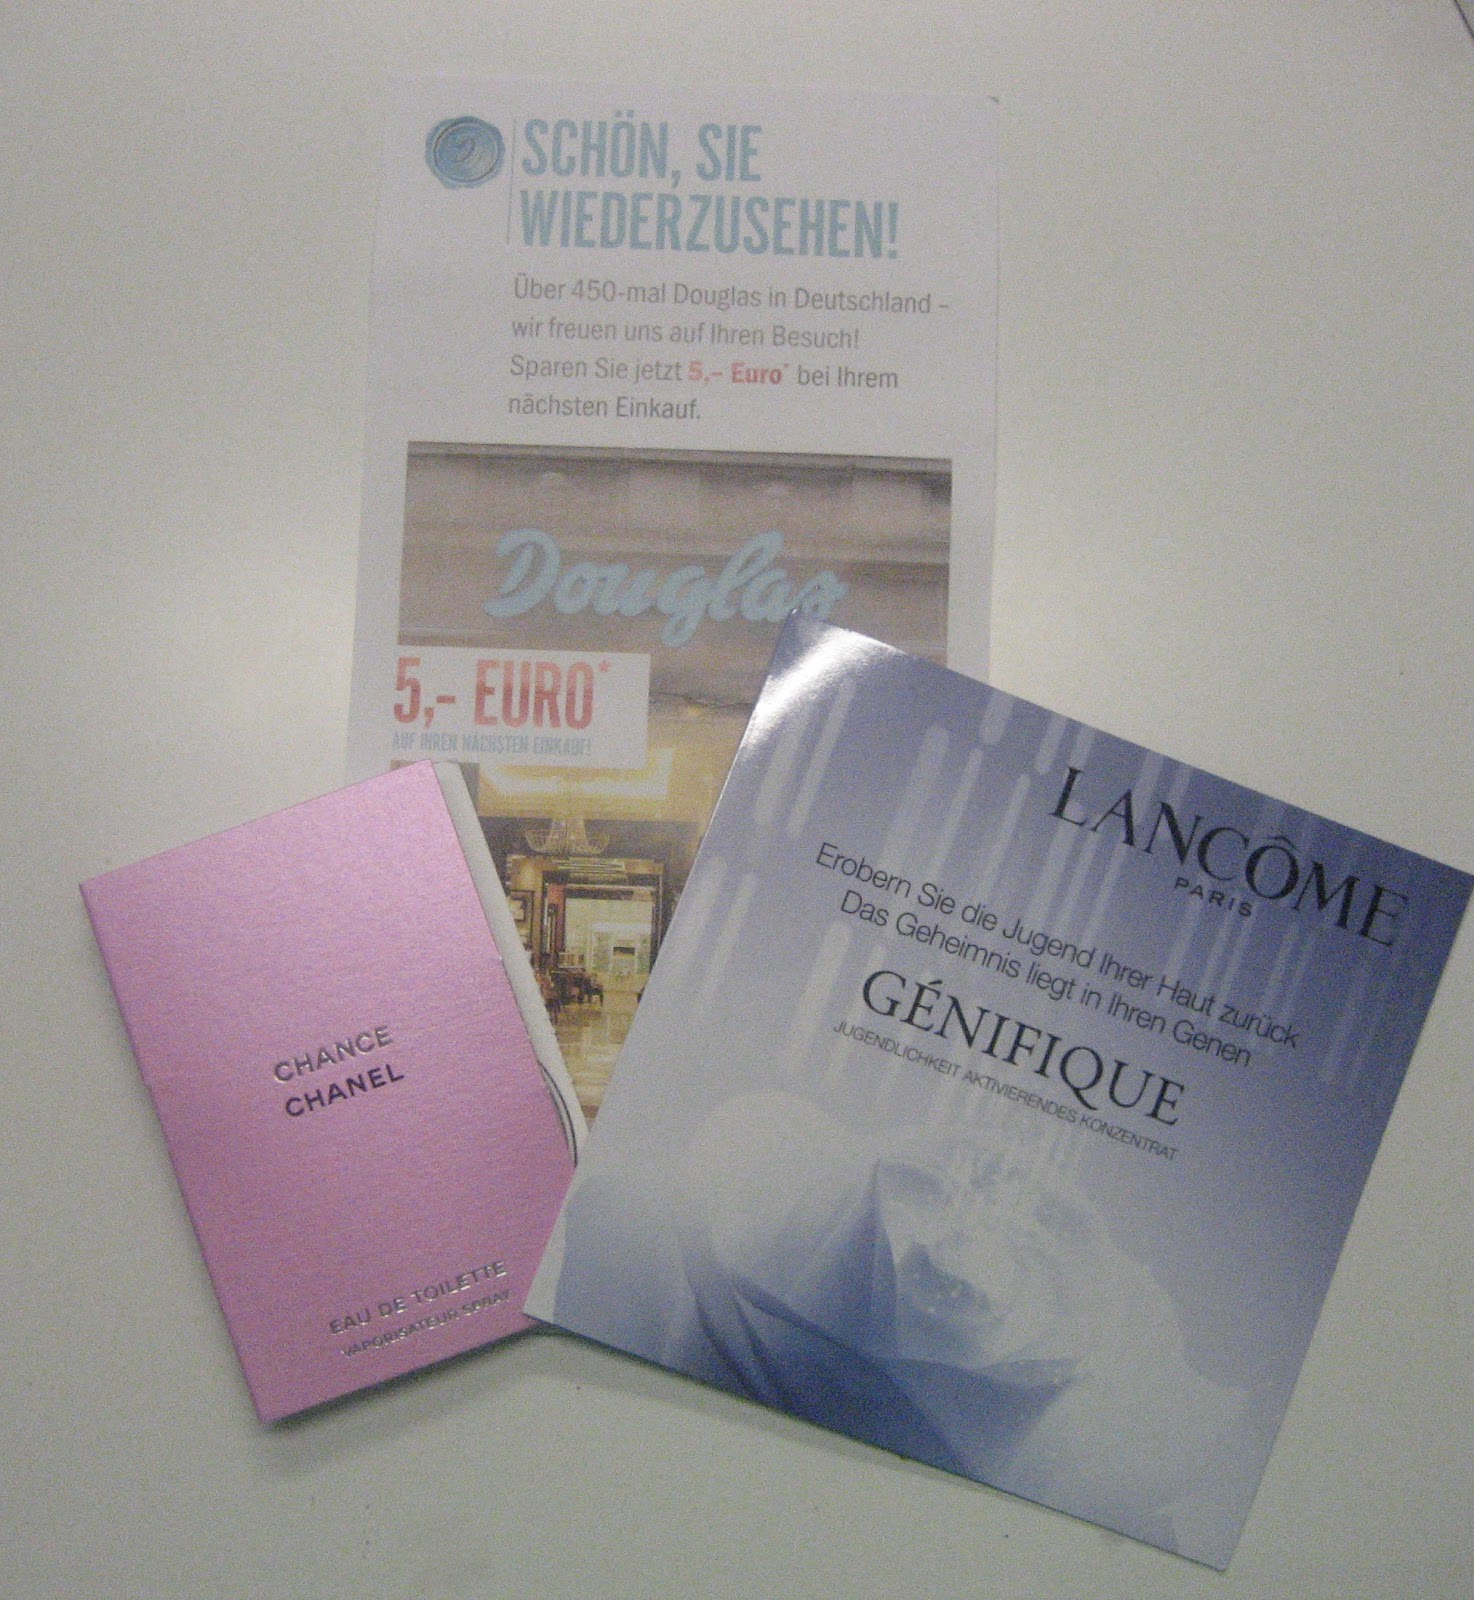 SCHÖN, SIE
WIEDERZUSEHEN!
Über 450-mal Douglas in Deutschland –
wir freuen uns auf Ihren Besuch!
Sparen Sie jetzt 5,– Euro* bei Ihrem
nächsten Einkauf.
Douglas
5,– EURO*
AUF IHREN NÄCHSTEN EINKAUF!
LANCÔME
PARIS
Erobern Sie die Jugend Ihrer Haut zurück
Das Geheimnis liegt in Ihren Genen
GÉNIFIQUE
JUGENDLICHKEIT AKTIVIERENDES KONZENTRAT
CHANCE
CHANEL
EAU DE TOILETTE
VAPORISATEUR SPRAY